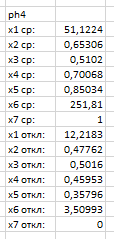 ph4
x1 ср: 51,1224
x2 ср: 0,65306
x3 ср: 0,5102
x4 ср: 0,70068
x5 ср: 0,85034
x6 ср: 251,81
x7 ср: 1
x1 откл: 12,2183
x2 откл: 0,47762
x3 откл: 0,5016
x4 откл: 0,45953
x5 откл: 0,35796
x6 откл: 3,50993
x7 откл: 0